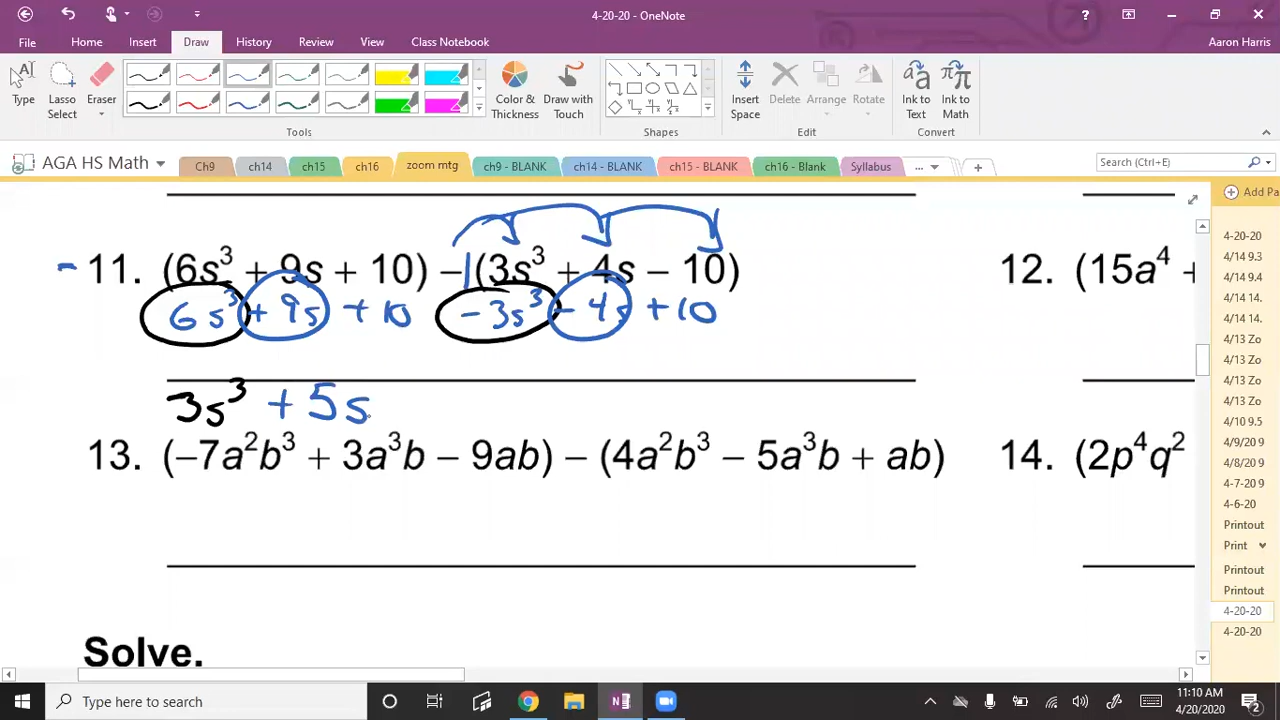 4-20-20 - OneNote
Aaron Harris
File Home Insert Draw History Review View Class Notebook
Type
Lasso Select
Eraser
Color & Thickness
Draw with Touch
Insert Space
Delete
Arrange
Rotate
Ink to Text
Ink to Math
Tools
Shapes
Edit
Convert
AGA HS Math
Ch9 ch14 ch15 ch16 zoom mtg ch9 - BLANK ch14 - BLANK ch15 - BLANK ch16 - Blank Syllabus ...
Search (Ctrl+E)
Add Pa
- 11. (6s³ + 9s + 10) – 1(3s³ + 4s – 10)
6s³ + 9s + 10 - 3s³ - 4s + 10
3s³ + 5s
12. (15a⁴ +
13. (–7a²b³ + 3a³b – 9ab) – (4a²b³ – 5a³b + ab)
14. (2p⁴q²
Solve.
4-20-20
4/14 9.3
4/14 9.4
4/14 14.
4/14 14.
4/13 Zo
4/13 Zo
4/13 Zo
4/10 9.5
4/9/20 9
4/8/20 9
4-7-20 9
4-6-20
Printout
Print
Printout
Printout
4-20-20
4-20-20
Type here to search
11:10 AM
4/20/2020
2